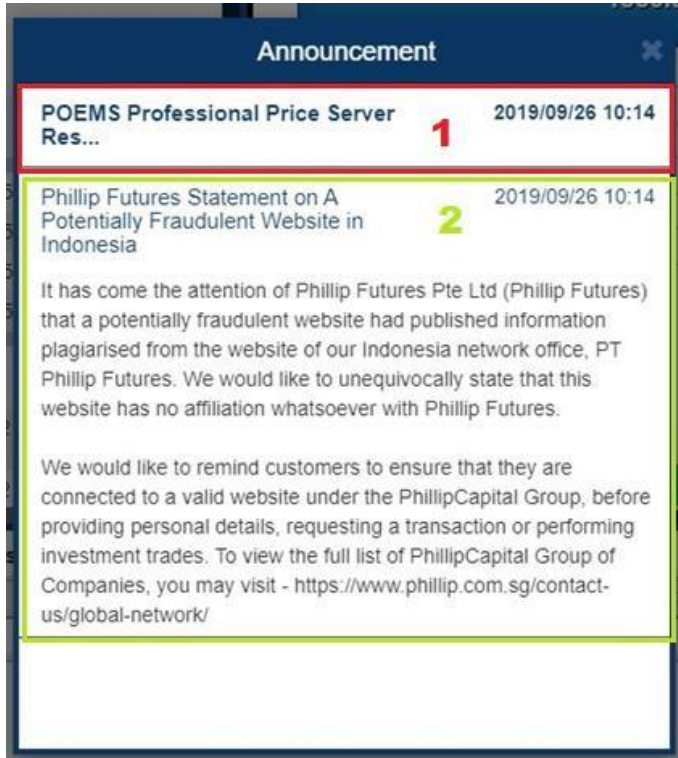 Announcement
POEMS Professional Price Server 2019/09/26 10:14
Res...
1
Phillip Futures Statement on A 2019/09/26 10:14
Potentially Fraudulent Website in
Indonesia
2
It has come the attention of Phillip Futures Pte Ltd (Phillip Futures)
that a potentially fraudulent website had published information
plagiarised from the website of our Indonesia network office, PT
Phillip Futures. We would like to unequivocally state that this
website has no affiliation whatsoever with Phillip Futures.
We would like to remind customers to ensure that they are
connected to a valid website under the PhillipCapital Group, before
providing personal details, requesting a transaction or performing
investment trades. To view the full list of PhillipCapital Group of
Companies, you may visit - https://www.phillip.com.sg/contact-
us/global-network/